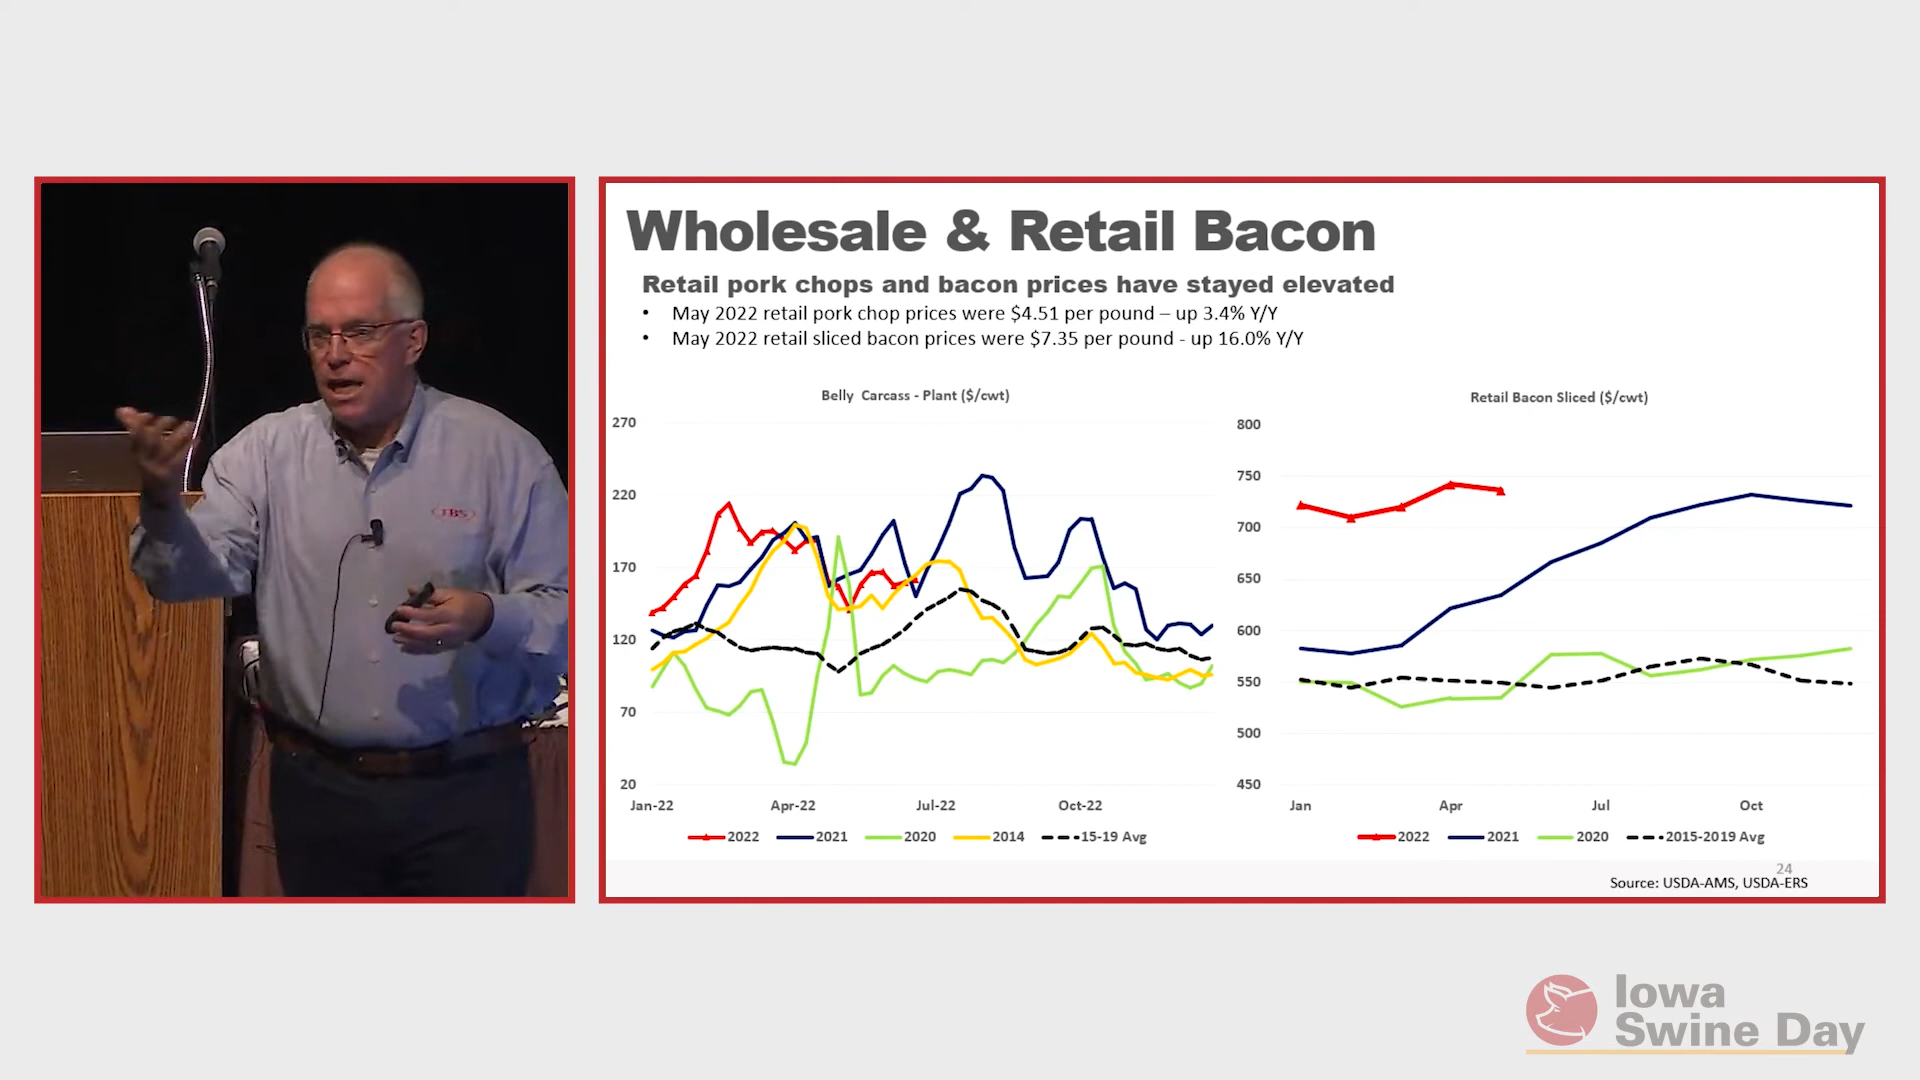 JBS
Wholesale & Retail Bacon
Retail pork chops and bacon prices have stayed elevated
• May 2022 retail pork chop prices were $4.51 per pound – up 3.4% Y/Y
• May 2022 retail sliced bacon prices were $7.35 per pound - up 16.0% Y/Y
Belly Carcass - Plant ($/cwt)
270
220
170
120
70
20
Jan-22 Apr-22 Jul-22 Oct-22
2022 2021 2020 2014 15-19 Avg
Retail Bacon Sliced ($/cwt)
800
750
700
650
600
550
500
450
Jan Apr Jul Oct
2022 2021 2020 2015-2019 Avg
24
Source: USDA-AMS, USDA-ERS
Iowa
Swine Day